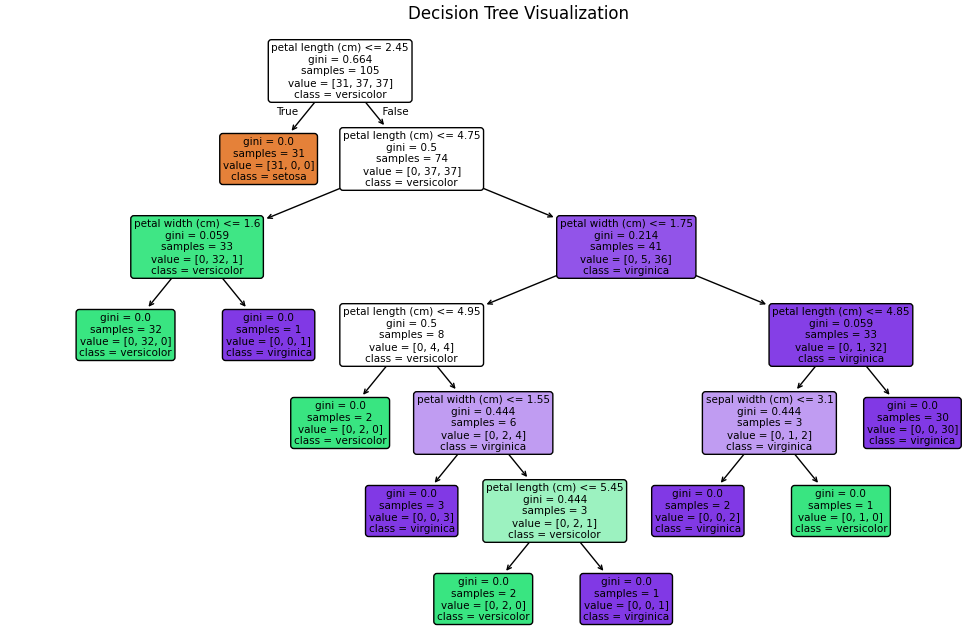 Decision Tree Visualization
petal length (cm) <= 2.45
gini = 0.664
samples = 105
value = [31, 37, 37]
class = versicolor
True
False
gini = 0.0
samples = 31
value = [31, 0, 0]
class = setosa
petal length (cm) <= 4.75
gini = 0.5
samples = 74
value = [0, 37, 37]
class = versicolor
petal width (cm) <= 1.6
gini = 0.059
samples = 33
value = [0, 32, 1]
class = versicolor
petal width (cm) <= 1.75
gini = 0.214
samples = 41
value = [0, 5, 36]
class = virginica
gini = 0.0
samples = 32
value = [0, 32, 0]
class = versicolor
gini = 0.0
samples = 1
value = [0, 0, 1]
class = virginica
petal length (cm) <= 4.95
gini = 0.5
samples = 8
value = [0, 4, 4]
class = versicolor
petal length (cm) <= 4.85
gini = 0.059
samples = 33
value = [0, 1, 32]
class = virginica
gini = 0.0
samples = 2
value = [0, 2, 0]
class = versicolor
petal width (cm) <= 1.55
gini = 0.444
samples = 6
value = [0, 2, 4]
class = virginica
sepal width (cm) <= 3.1
gini = 0.444
samples = 3
value = [0, 1, 2]
class = virginica
gini = 0.0
samples = 30
value = [0, 0, 30]
class = virginica
gini = 0.0
samples = 3
value = [0, 0, 3]
class = virginica
petal length (cm) <= 5.45
gini = 0.444
samples = 3
value = [0, 2, 1]
class = versicolor
gini = 0.0
samples = 2
value = [0, 0, 2]
class = virginica
gini = 0.0
samples = 1
value = [0, 1, 0]
class = versicolor
gini = 0.0
samples = 2
value = [0, 2, 0]
class = versicolor
gini = 0.0
samples = 1
value = [0, 0, 1]
class = virginica